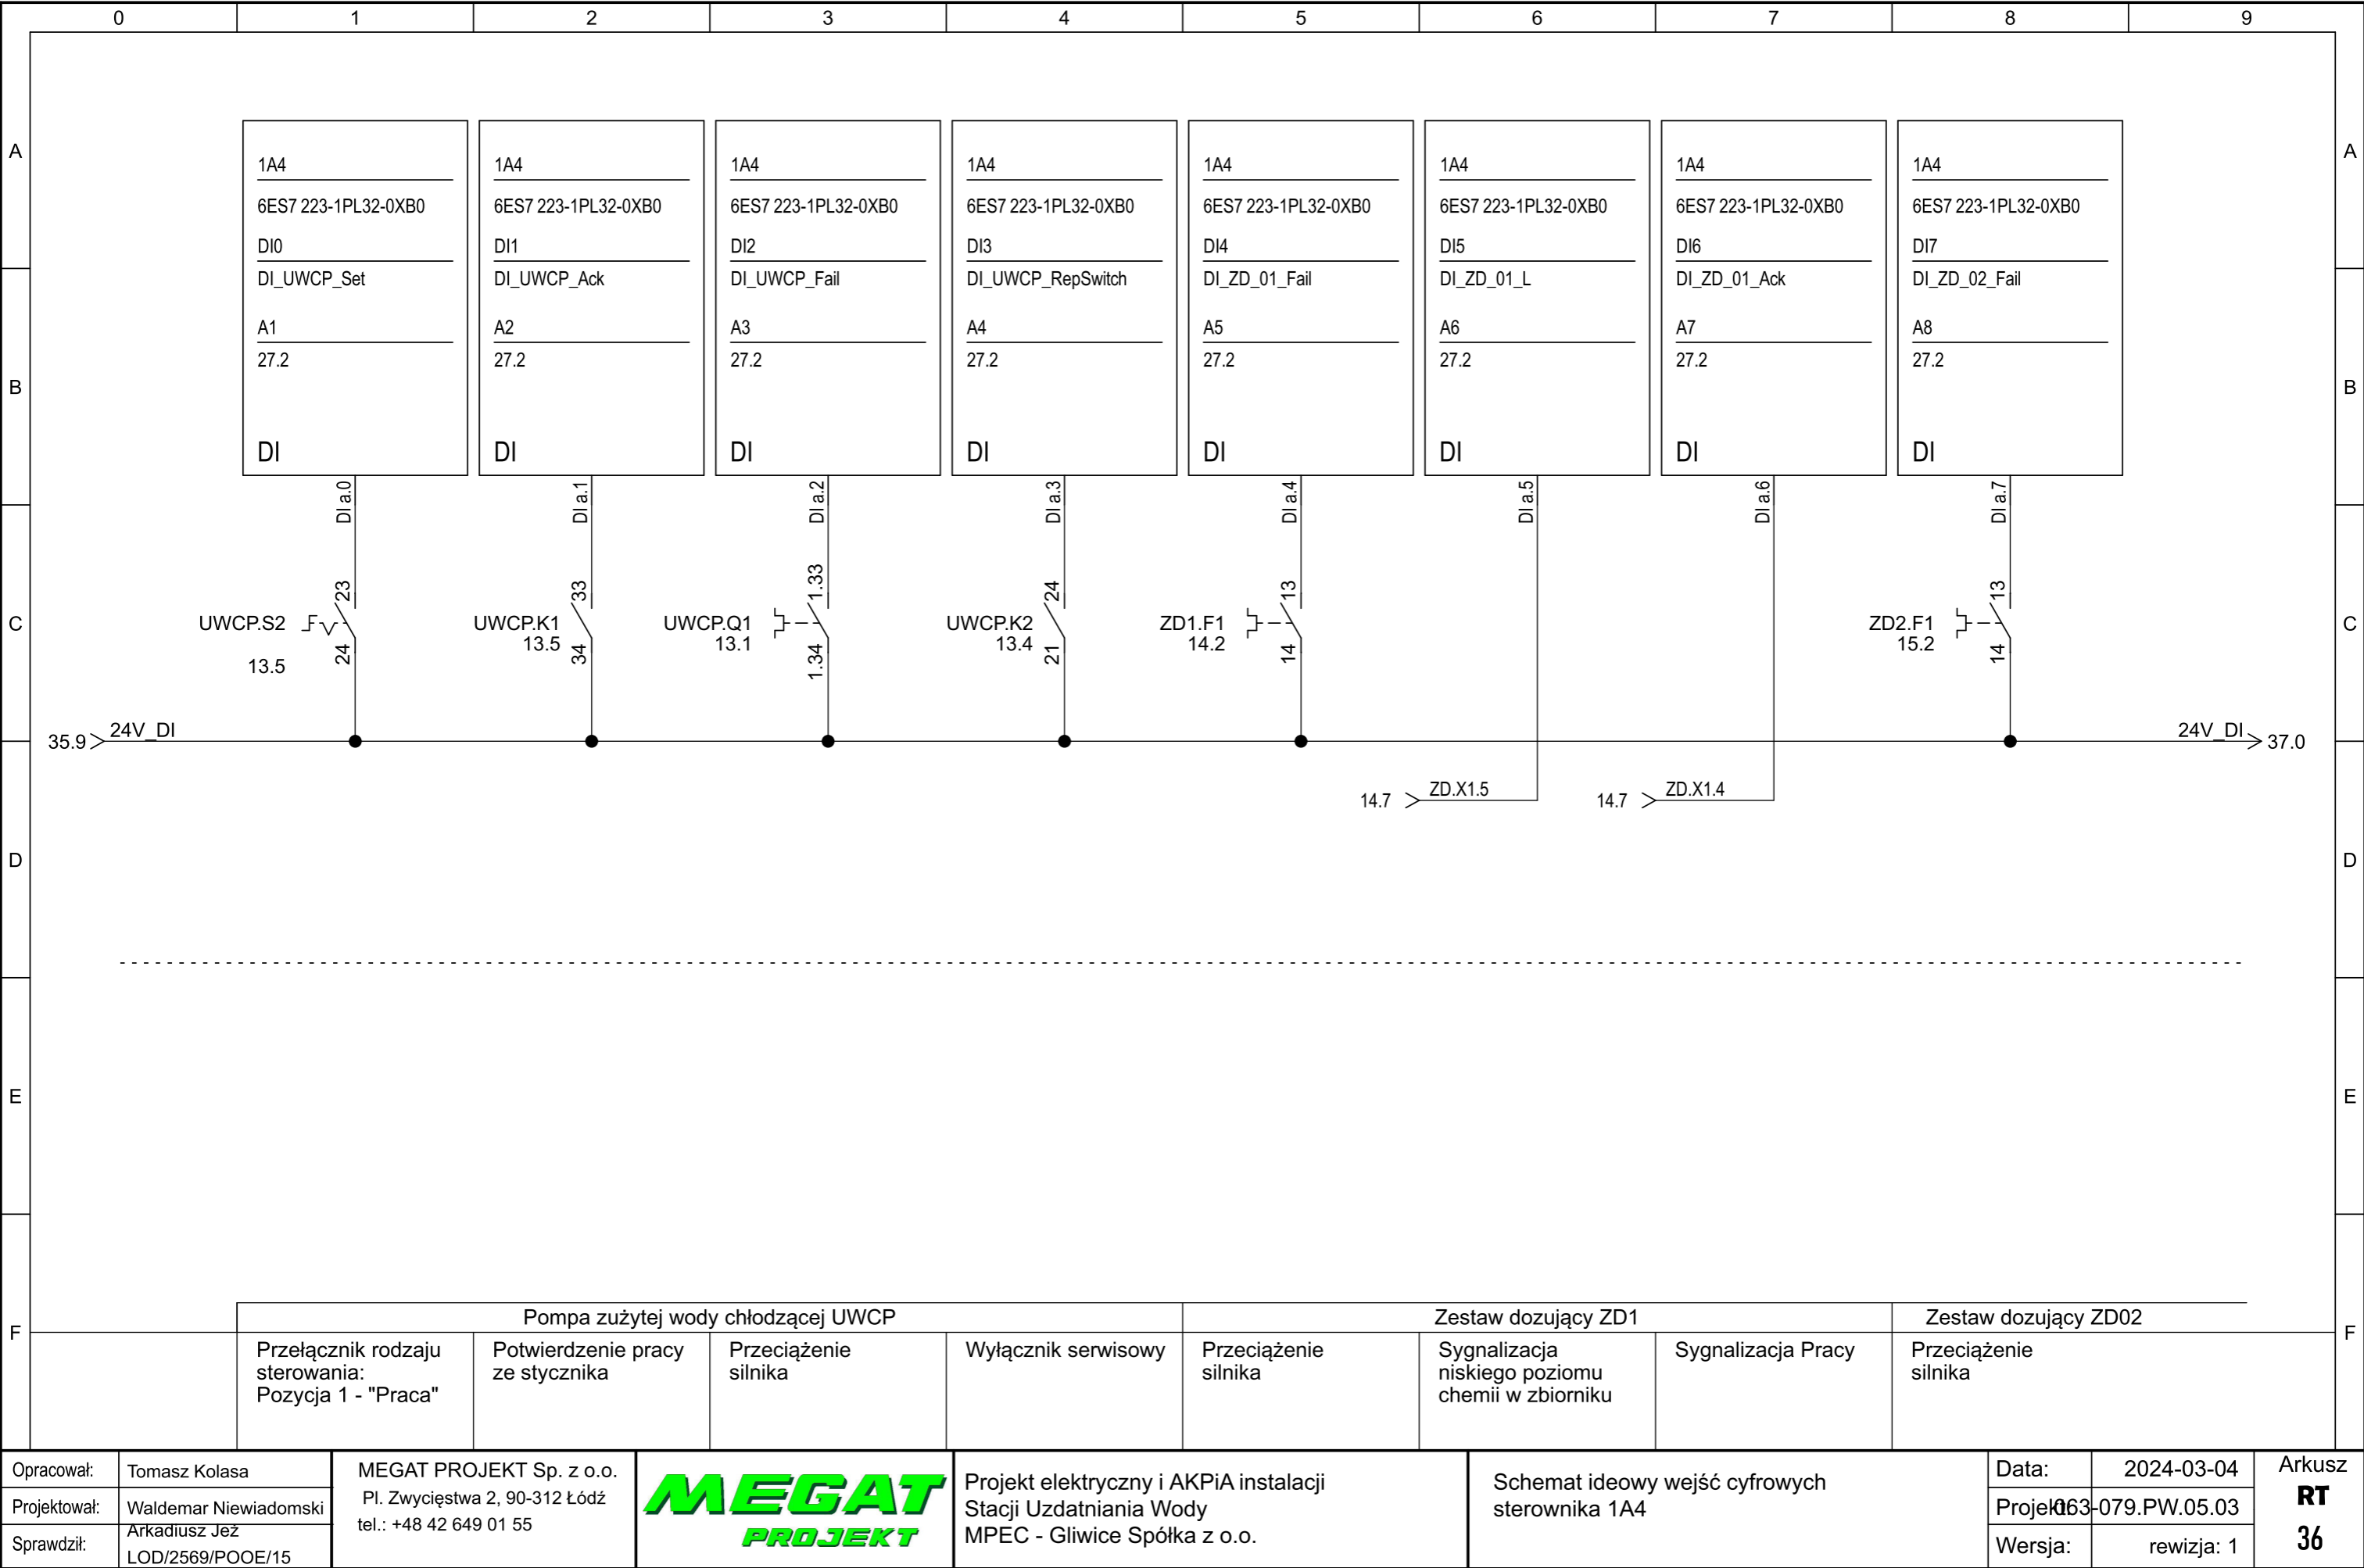 0 1 2 3 4 5 6 7 8 9
A A
B B
C C
D D
E E
F F
1A4
6ES7 223-1PL32-0XB0
DI0
DI_UWCP_Set
A1
27.2
DI
1A4
6ES7 223-1PL32-0XB0
DI1
DI_UWCP_Ack
A2
27.2
DI
1A4
6ES7 223-1PL32-0XB0
DI2
DI_UWCP_Fail
A3
27.2
DI
1A4
6ES7 223-1PL32-0XB0
DI3
DI_UWCP_RepSwitch
A4
27.2
DI
1A4
6ES7 223-1PL32-0XB0
DI4
DI_ZD_01_Fail
A5
27.2
DI
1A4
6ES7 223-1PL32-0XB0
DI5
DI_ZD_01_L
A6
27.2
DI
1A4
6ES7 223-1PL32-0XB0
DI6
DI_ZD_01_Ack
A7
27.2
DI
1A4
6ES7 223-1PL32-0XB0
DI7
DI_ZD_02_Fail
A8
27.2
DI
DI a.0
23
UWCP.S2
13.5
24
DI a.1
33
UWCP.K1
13.5
34
DI a.2
1.33
UWCP.Q1
13.1
1.34
DI a.3
24
UWCP.K2
13.4
21
DI a.4
13
ZD1.F1
14.2
14
DI a.5
DI a.6
DI a.7
13
ZD2.F1
15.2
14
35.9 24V_DI
24V_DI 37.0
14.7 ZD.X1.5
14.7 ZD.X1.4
Pompa zużytej wody chłodzącej UWCP
Zestaw dozujący ZD1
Zestaw dozujący ZD02
Przełącznik rodzaju
sterowania:
Pozycja 1 - "Praca"
Potwierdzenie pracy
ze stycznika
Przeciążenie
silnika
Wyłącznik serwisowy
Przeciążenie
silnika
Sygnalizacja
niskiego poziomu
chemii w zbiorniku
Sygnalizacja Pracy
Przeciążenie
silnika
Opracował: Tomasz Kolasa
Projektował: Waldemar Niewiadomski
Sprawdził: Arkadiusz Jeż
LOD/2569/POOE/15
MEGAT PROJEKT Sp. z o.o.
Pl. Zwycięstwa 2, 90-312 Łódź
tel.: +48 42 649 01 55
MEGAT
PROJEKT
Projekt elektryczny i AKPiA instalacji
Stacji Uzdatniania Wody
MPEC - Gliwice Spółka z o.o.
Schemat ideowy wejść cyfrowych
sterownika 1A4
Data: 2024-03-04
Projekt: 063-079.PW.05.03
Wersja: rewizja: 1
Arkusz
RT
36